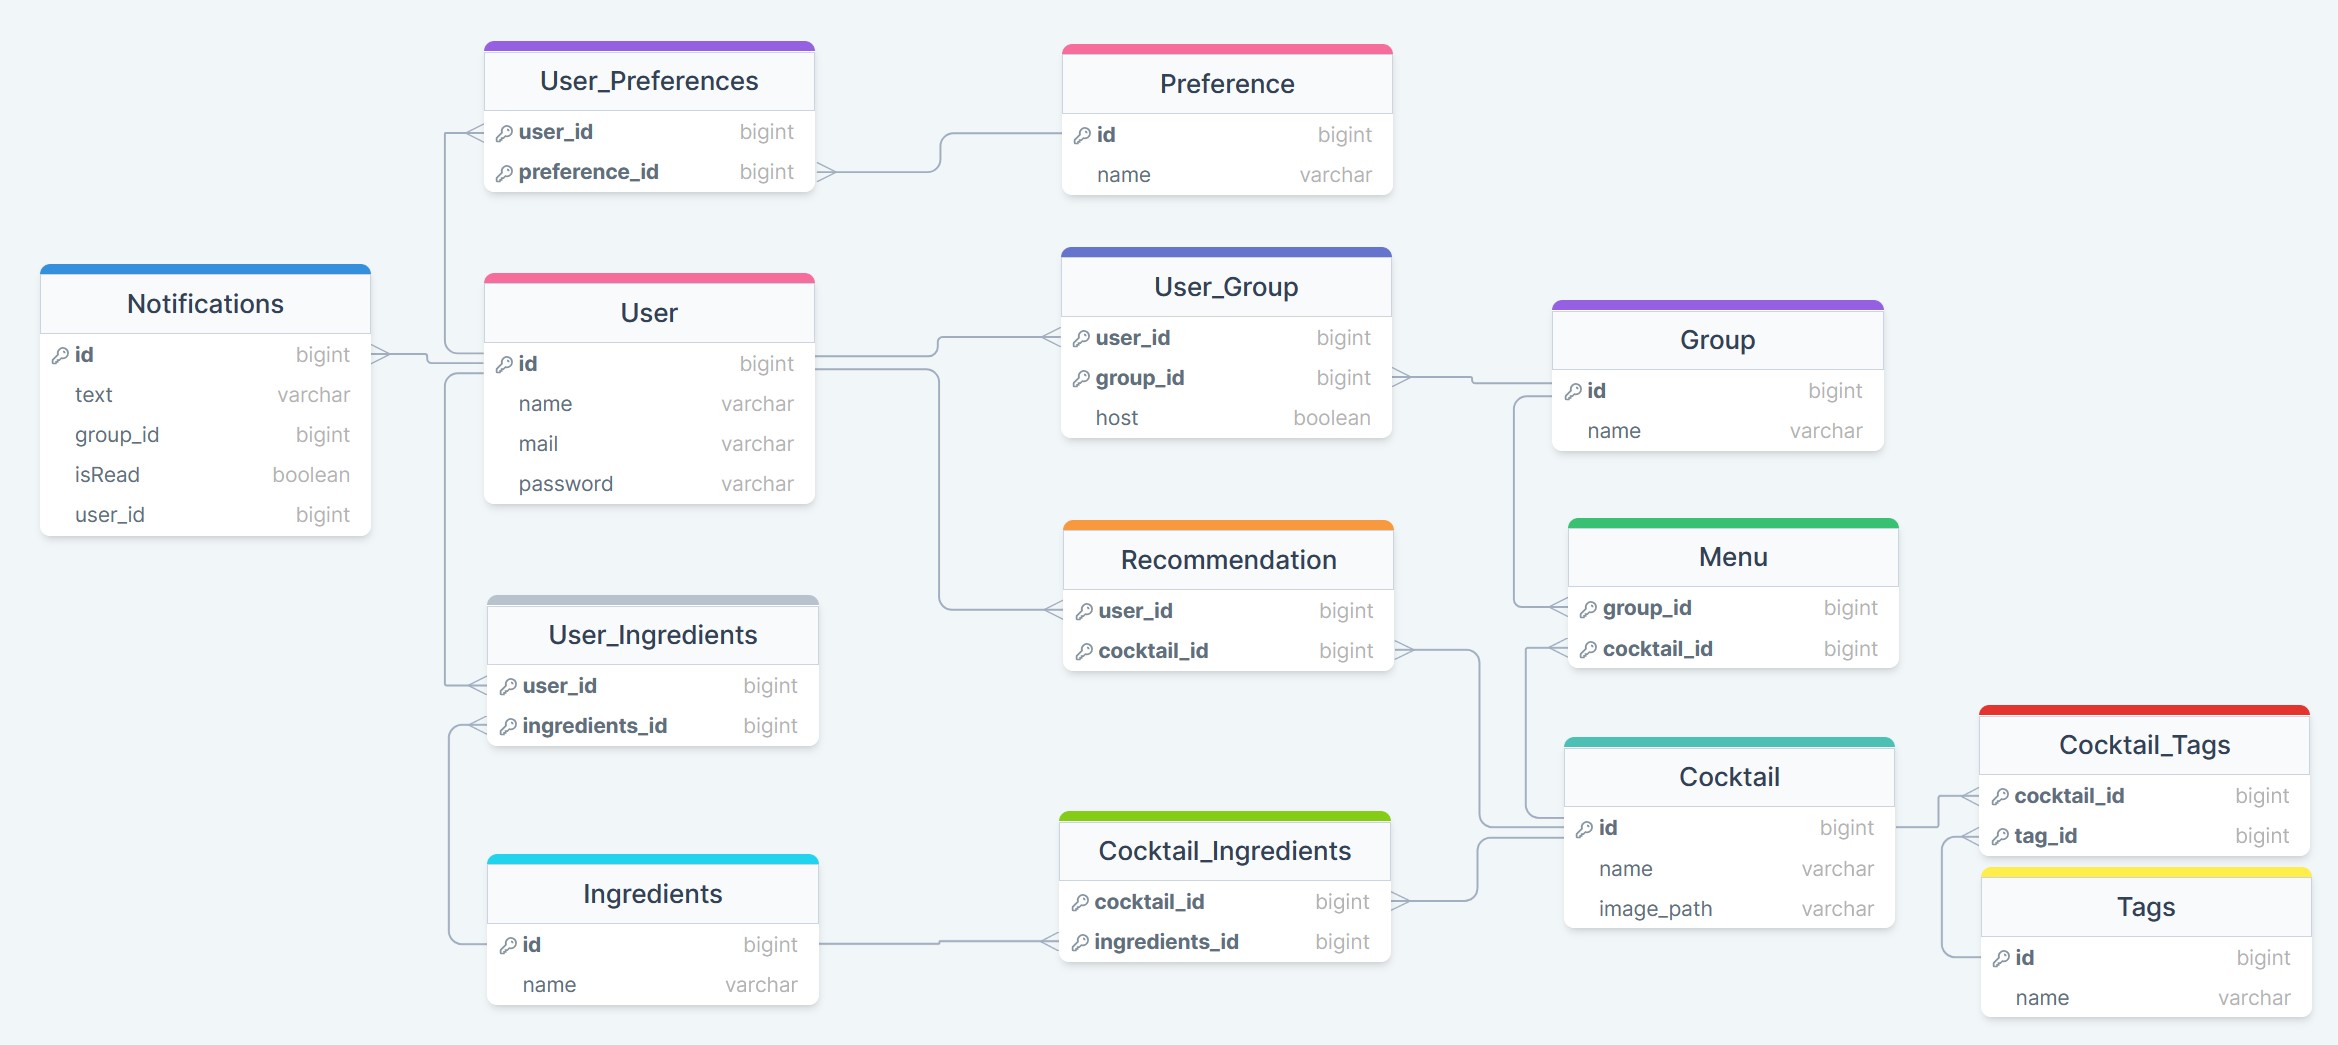 User_Preferences
user_id bigint
preference_id bigint
Preference
id bigint
name varchar
Notifications
id bigint
text varchar
group_id bigint
isRead boolean
user_id bigint
User
id bigint
name varchar
mail varchar
password varchar
User_Group
user_id bigint
group_id bigint
host boolean
Group
id bigint
name varchar
Recommendation
user_id bigint
cocktail_id bigint
Menu
group_id bigint
cocktail_id bigint
User_Ingredients
user_id bigint
ingredients_id bigint
Ingredients
id bigint
name varchar
Cocktail_Ingredients
cocktail_id bigint
ingredients_id bigint
Cocktail
id bigint
name varchar
image_path varchar
Cocktail_Tags
cocktail_id bigint
tag_id bigint
Tags
id bigint
name varchar